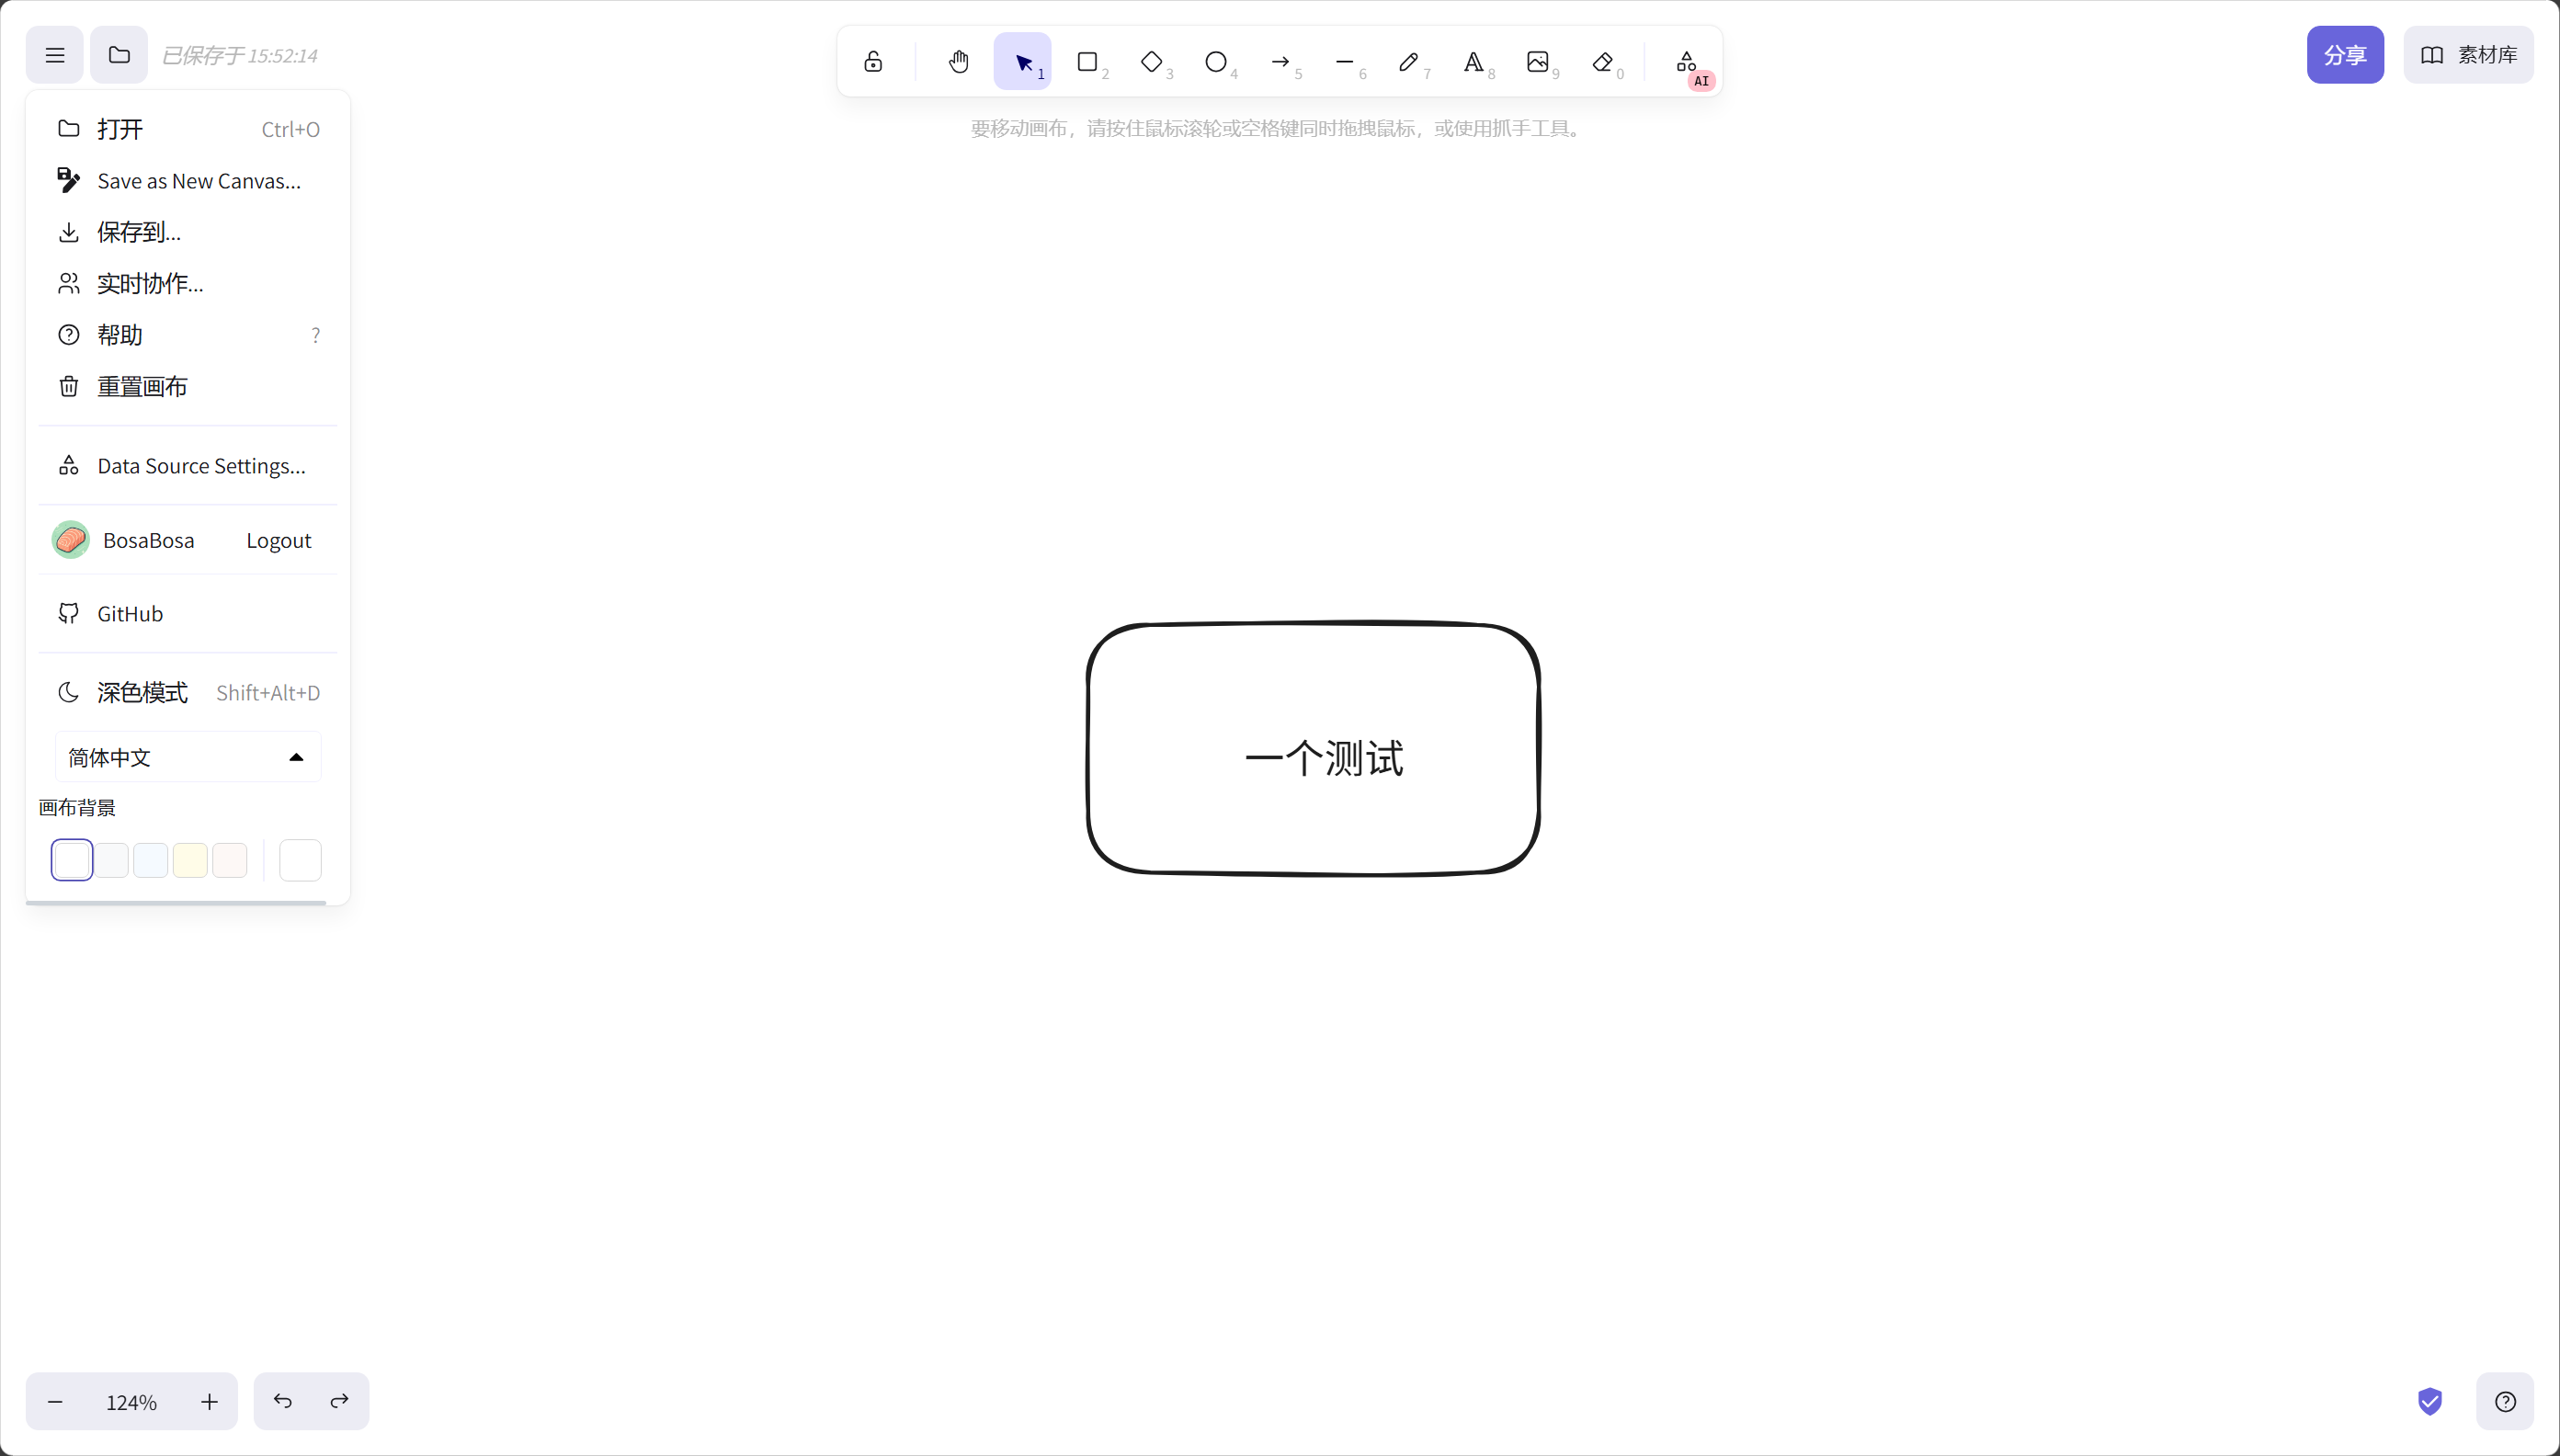 已保存于 15:52:14
1
2
3
4
5
6
7
8
9
0
AI
分享
素材库
要移动画布，请按住鼠标滚轮或空格键同时拖拽鼠标，或使用抓手工具。
打开 Ctrl+O
Save as New Canvas...
保存到...
实时协作...
帮助 ?
重置画布
Data Source Settings...
BosaBosa Logout
GitHub
深色模式 Shift+Alt+D
简体中文
画布背景
一个测试
124%